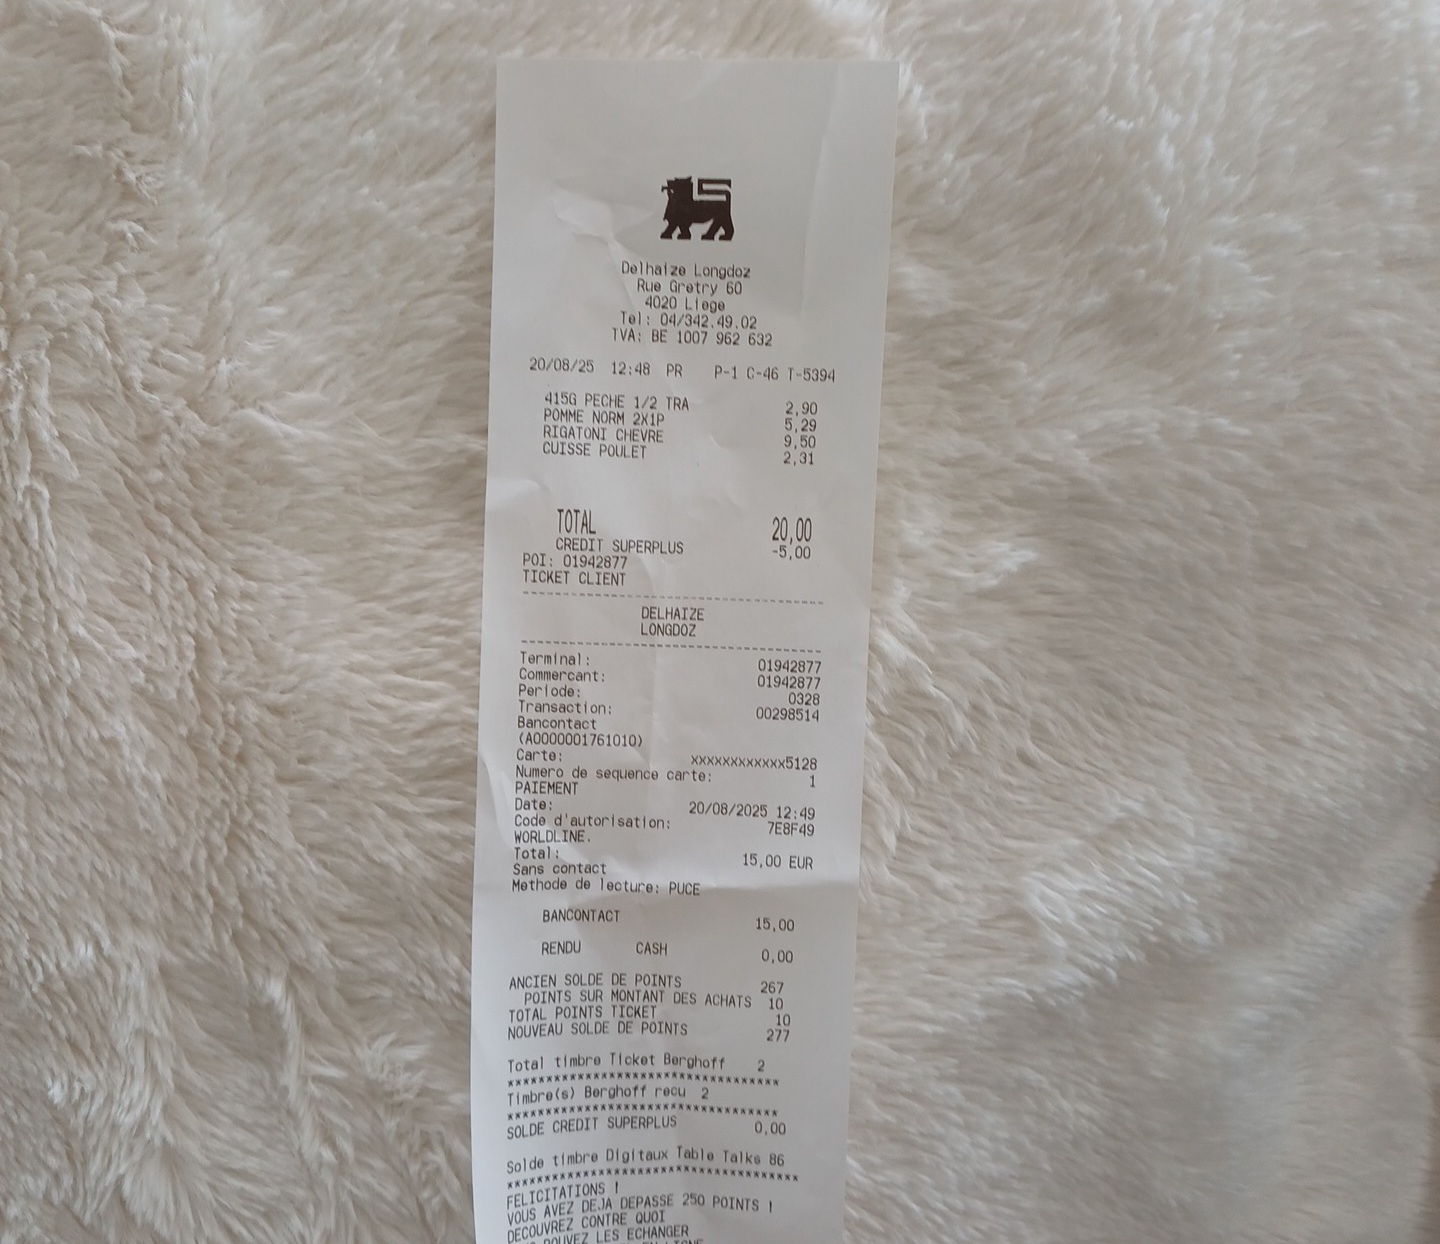 Delhaize Longdoz
Rue Gretry 60
4020 Liege
Tel: 04/342.49.02
TVA: BE 1007 962 632
20/08/25 12:48 PR P-1 C-46 T-5394
415G PECHE 1/2 TRA 2,90
POMME NORM 2X1P 5,29
RIGATONI CHEVRE 9,50
CUISSE POULET 2,31
TOTAL 20,00
CREDIT SUPERPLUS -5,00
POI: 01942877
TICKET CLIENT
DELHAIZE
LONGDOZ
Terminal: 01942877
Commercant: 01942877
Periode: 0328
Transaction: 00298514
Bancontact
(A0000001761010)
Carte: xxxxxxxxxxxx5128
Numero de sequence carte: 1
PAIEMENT
Date: 20/08/2025 12:49
Code d'autorisation: 7E8F49
WORLDLINE.
Total: 15,00 EUR
Sans contact
Methode de lecture: PUCE
BANCONTACT 15,00
RENDU CASH 0,00
ANCIEN SOLDE DE POINTS 267
POINTS SUR MONTANT DES ACHATS 10
TOTAL POINTS TICKET 10
NOUVEAU SOLDE DE POINTS 277
Total timbre Ticket Berghoff 2
**********************************
Timbre(s) Berghoff recu 2
**********************************
SOLDE CREDIT SUPERPLUS 0,00
Solde timbre Digitaux Table Talks 86
*************************************
FELICITATIONS !
VOUS AVEZ DEJA DEPASSE 250 POINTS !
DECOUVREZ CONTRE QUOI
POUVEZ LES ECHANGER